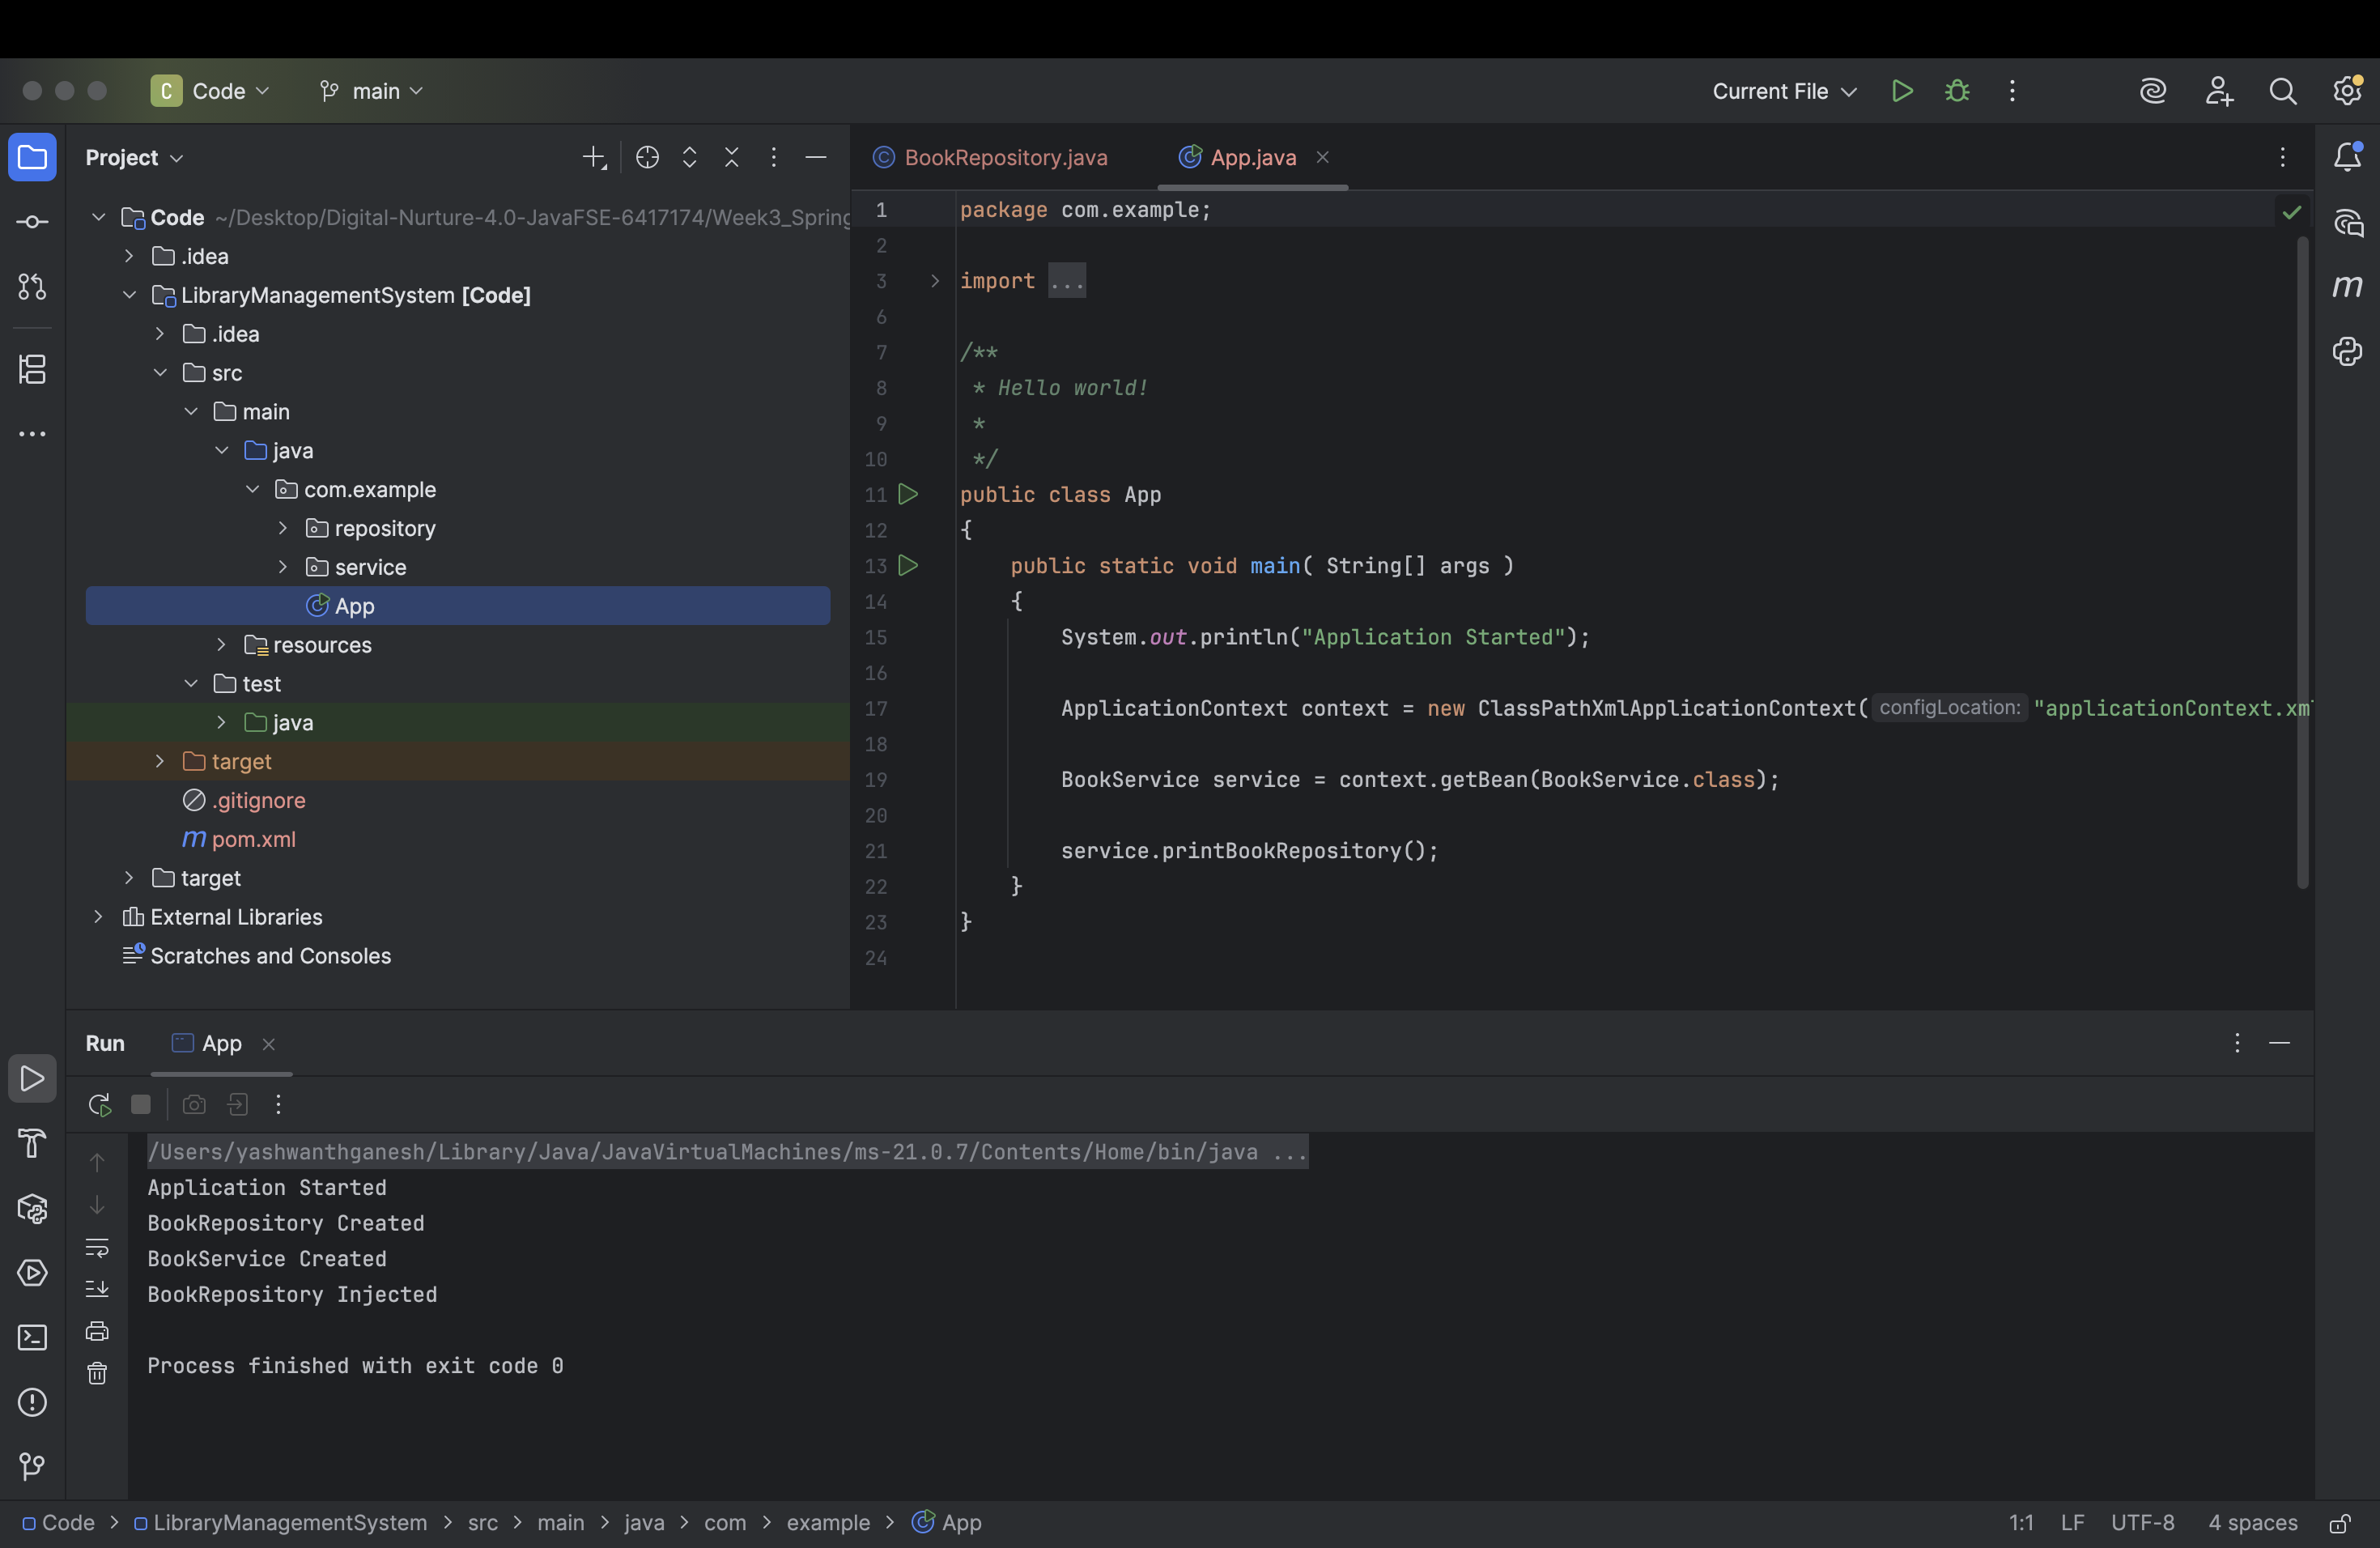 C Code main Current File
Project
BookRepository.java App.java
Code ~/Desktop/Digital-Nurture-4.0-JavaFSE-6417174/Week3_Spring
.idea
LibraryManagementSystem [Code]
.idea
src
main
java
com.example
repository
service
App
resources
test
java
target
.gitignore
m pom.xml
target
External Libraries
Scratches and Consoles
1 package com.example;
2
3 import ...
6
7 /**
8 * Hello world!
9 *
10 */
11 public class App
12 {
13 public static void main( String[] args )
14 {
15 System.out.println("Application Started");
16
17 ApplicationContext context = new ClassPathXmlApplicationContext( configLocation: "applicationContext.xm
18
19 BookService service = context.getBean(BookService.class);
20
21 service.printBookRepository();
22 }
23 }
24
m
Run App
/Users/yashwanthganesh/Library/Java/JavaVirtualMachines/ms-21.0.7/Contents/Home/bin/java ...
Application Started
BookRepository Created
BookService Created
BookRepository Injected
Process finished with exit code 0
Code > LibraryManagementSystem > src > main > java > com > example > App 1:1 LF UTF-8 4 spaces